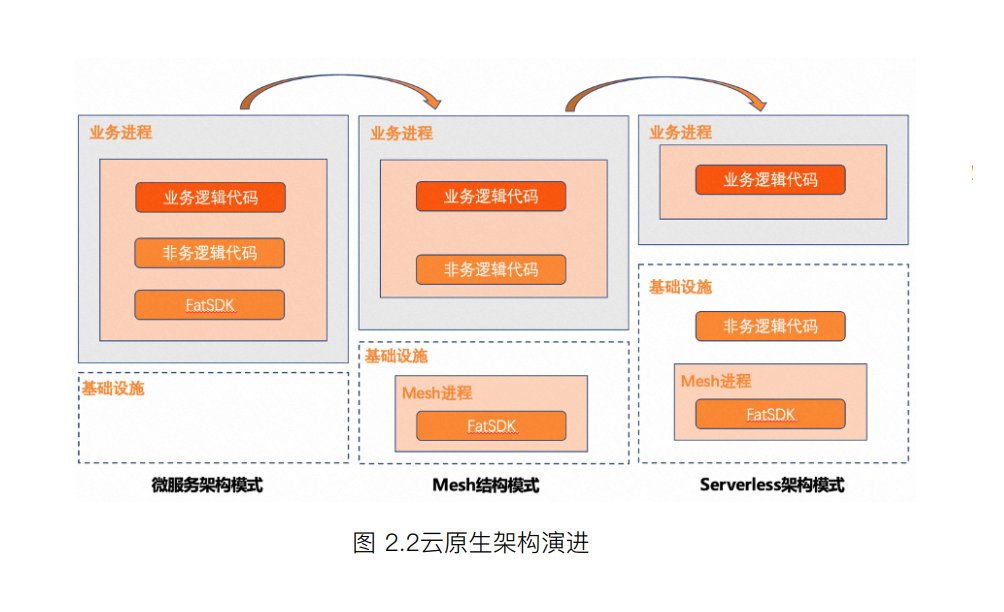 业务进程
业务逻辑代码
非务逻辑代码
FatSDK
基础设施
微服务架构模式
业务进程
业务逻辑代码
非务逻辑代码
基础设施
Mesh进程
FatSDK
Mesh结构模式
业务进程
业务逻辑代码
基础设施
非务逻辑代码
Mesh进程
FatSDK
Serverless架构模式
图 2.2云原生架构演进